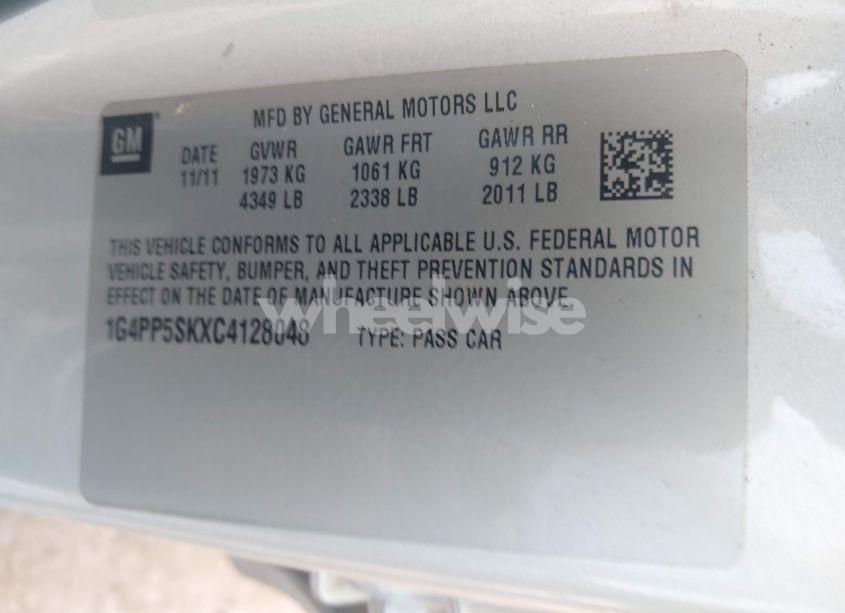 MFD BY GENERAL MOTORS LLC
GM
DATE GVWR GAWR FRT GAWR RR
11/11 1973 KG 1061 KG 912 KG
4349 LB 2338 LB 2011 LB
THIS VEHICLE CONFORMS TO ALL APPLICABLE U.S. FEDERAL MOTOR
VEHICLE SAFETY, BUMPER, AND THEFT PREVENTION STANDARDS IN
EFFECT ON THE DATE OF MANUFACTURE SHOWN ABOVE.
wheelwise
1G4PP5SKXC4128048 TYPE: PASS CAR